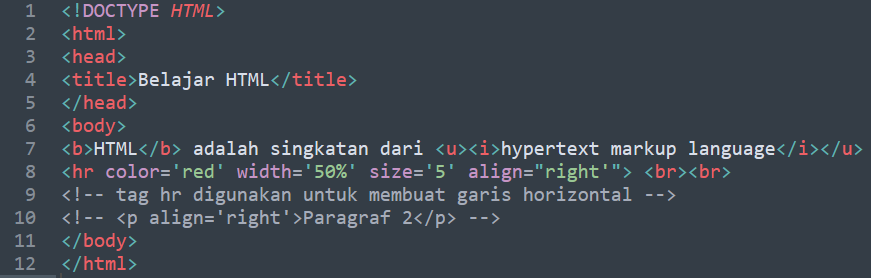 1 <!DOCTYPE HTML>
2 <html>
3 <head>
4 <title>Belajar HTML</title>
5 </head>
6 <body>
7 <b>HTML</b> adalah singkatan dari <u><i>hypertext markup language</i></u>
8 <hr color='red' width='50%' size='5' align="right'"> <br><br>
9 <!-- tag hr digunakan untuk membuat garis horizontal -->
10 <!-- <p align='right'>Paragraf 2</p> -->
11 </body>
12 </html>